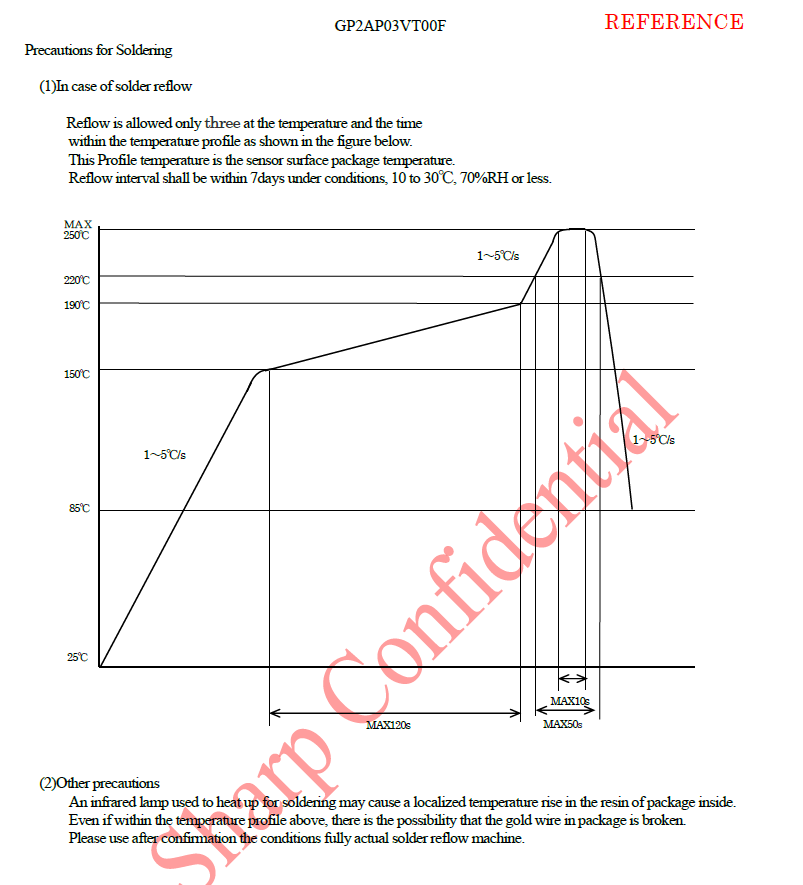 GP2AP03VT00F
REFERENCE
Precautions for Soldering
(1)In case of solder reflow
Reflow is allowed only three at the temperature and the time
within the temperature profile as shown in the figure below.
This Profile temperature is the sensor surface package temperature.
Reflow interval shall be within 7days under conditions, 10 to 30℃, 70%RH or less.
MAX
250℃
1～5℃/s
220℃
190℃
150℃
1～5℃/s
1～5℃/s
85℃
25℃
MAX10s
MAX120s
MAX50s
Sharp Confidential
(2)Other precautions
An infrared lamp used to heat up for soldering may cause a localized temperature rise in the resin of package inside.
Even if within the temperature profile above, there is the possibility that the gold wire in package is broken.
Please use after confirmation the conditions fully actual solder reflow machine.